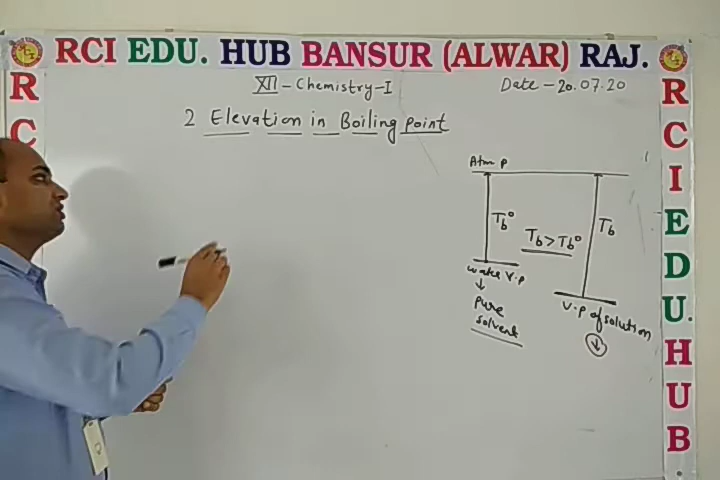 RCI EDU. HUB BANSUR (ALWAR) RAJ.
XII - Chemistry - I
Date - 20.07.20
2 Elevation in Boiling point
Atm p
Tb°
Tb > Tb°
Tb
water V.p
↓
pure
solvent
V.p of solution
↓
R
C
R
C
I
E
D
U.
H
U
B